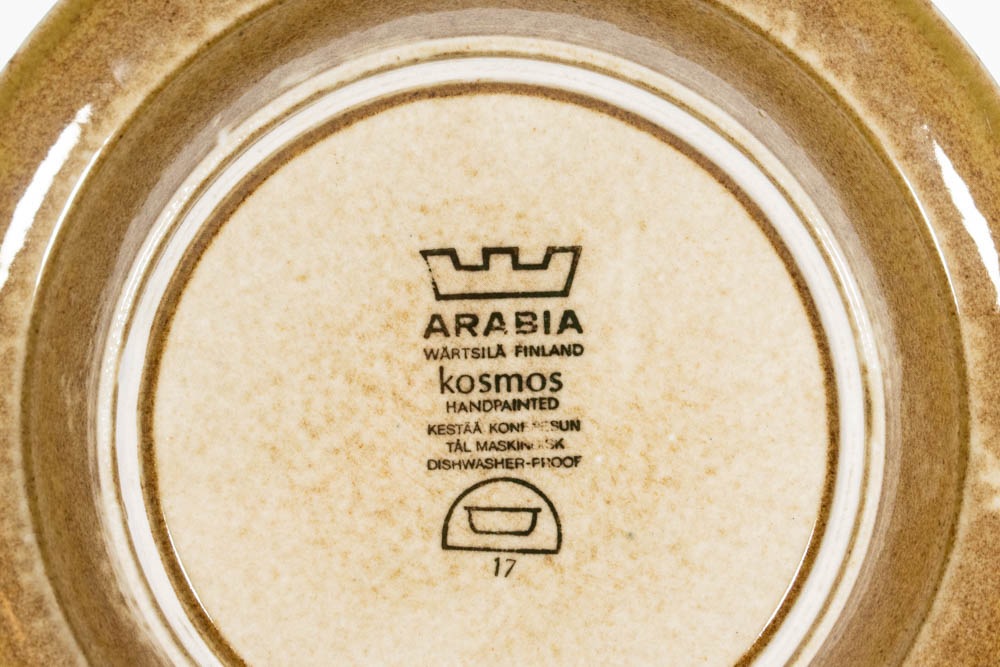 ARABIA
WÄRTSILÄ FINLAND
kosmos
HANDPAINTED
KESTÄÄ
TÅL
DISHWASHER-PROOF
17